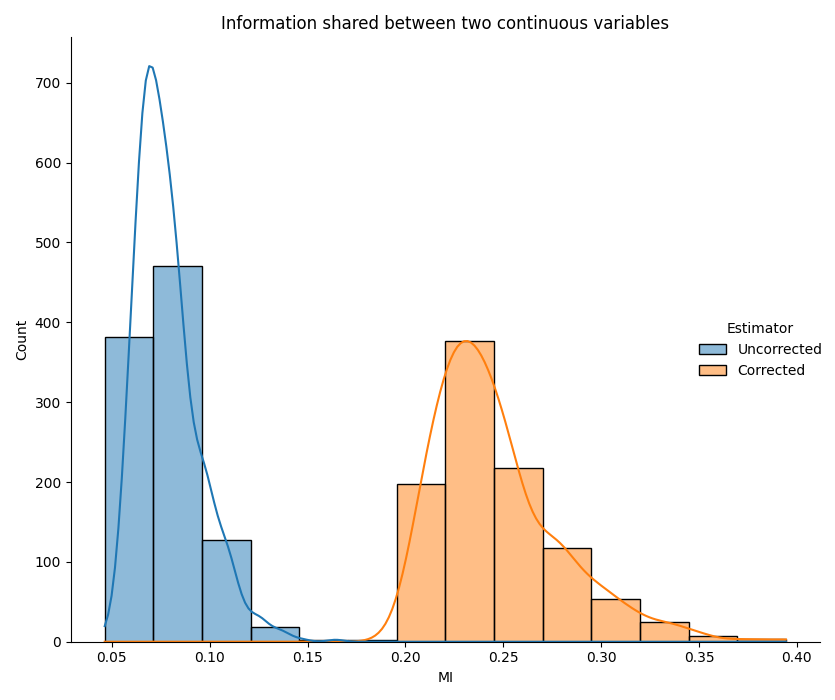 Information shared between two continuous variables
Count
700
600
500
400
300
200
100
0
0.05 0.10 0.15 0.20 0.25 0.30 0.35 0.40
MI
Estimator
Uncorrected
Corrected